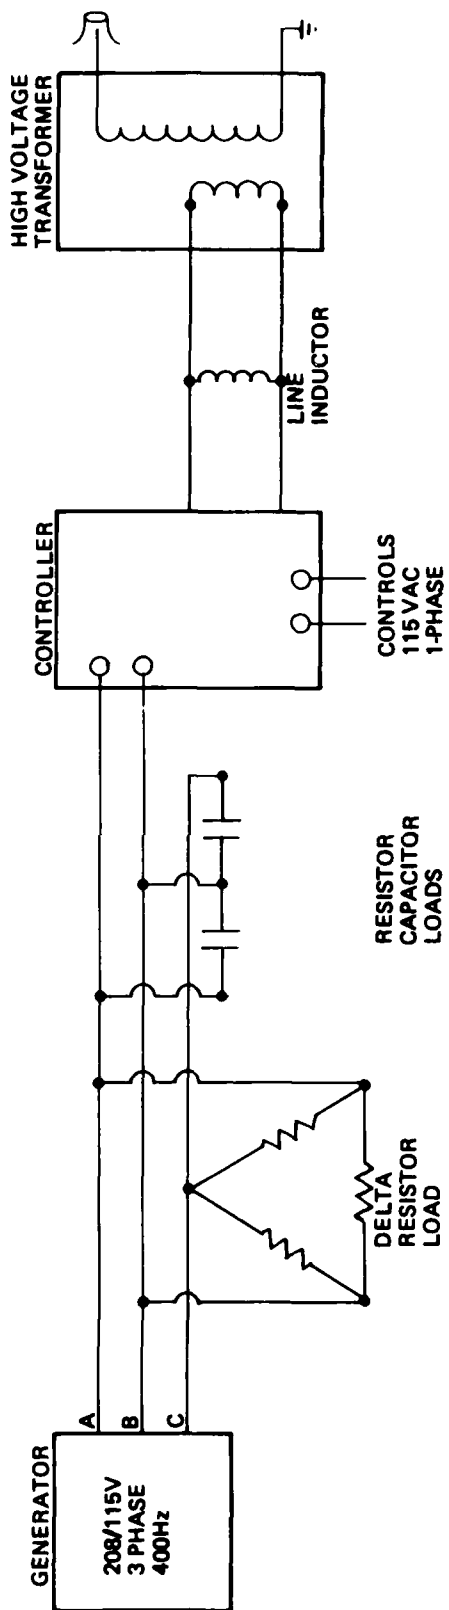 GENERATOR
208/115V
3 PHASE
400Hz
A
B
C
DELTA
RESISTOR
LOAD
RESISTOR
CAPACITOR
LOADS
CONTROLLER
CONTROLS
115 VAC
1-PHASE
LINE
INDUCTOR
HIGH VOLTAGE
TRANSFORMER